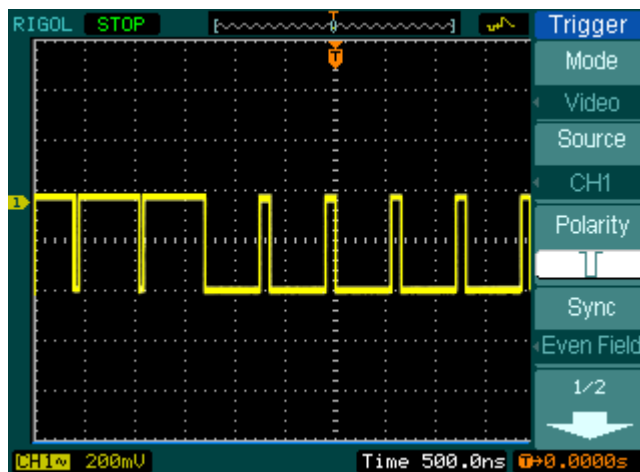 RIGOL STOP
T
Trigger
Mode
Video
Source
CH1
Polarity
Sync
Even Field
1/2
1
CH1~ 200mV Time 500.0ns T→0.0000s